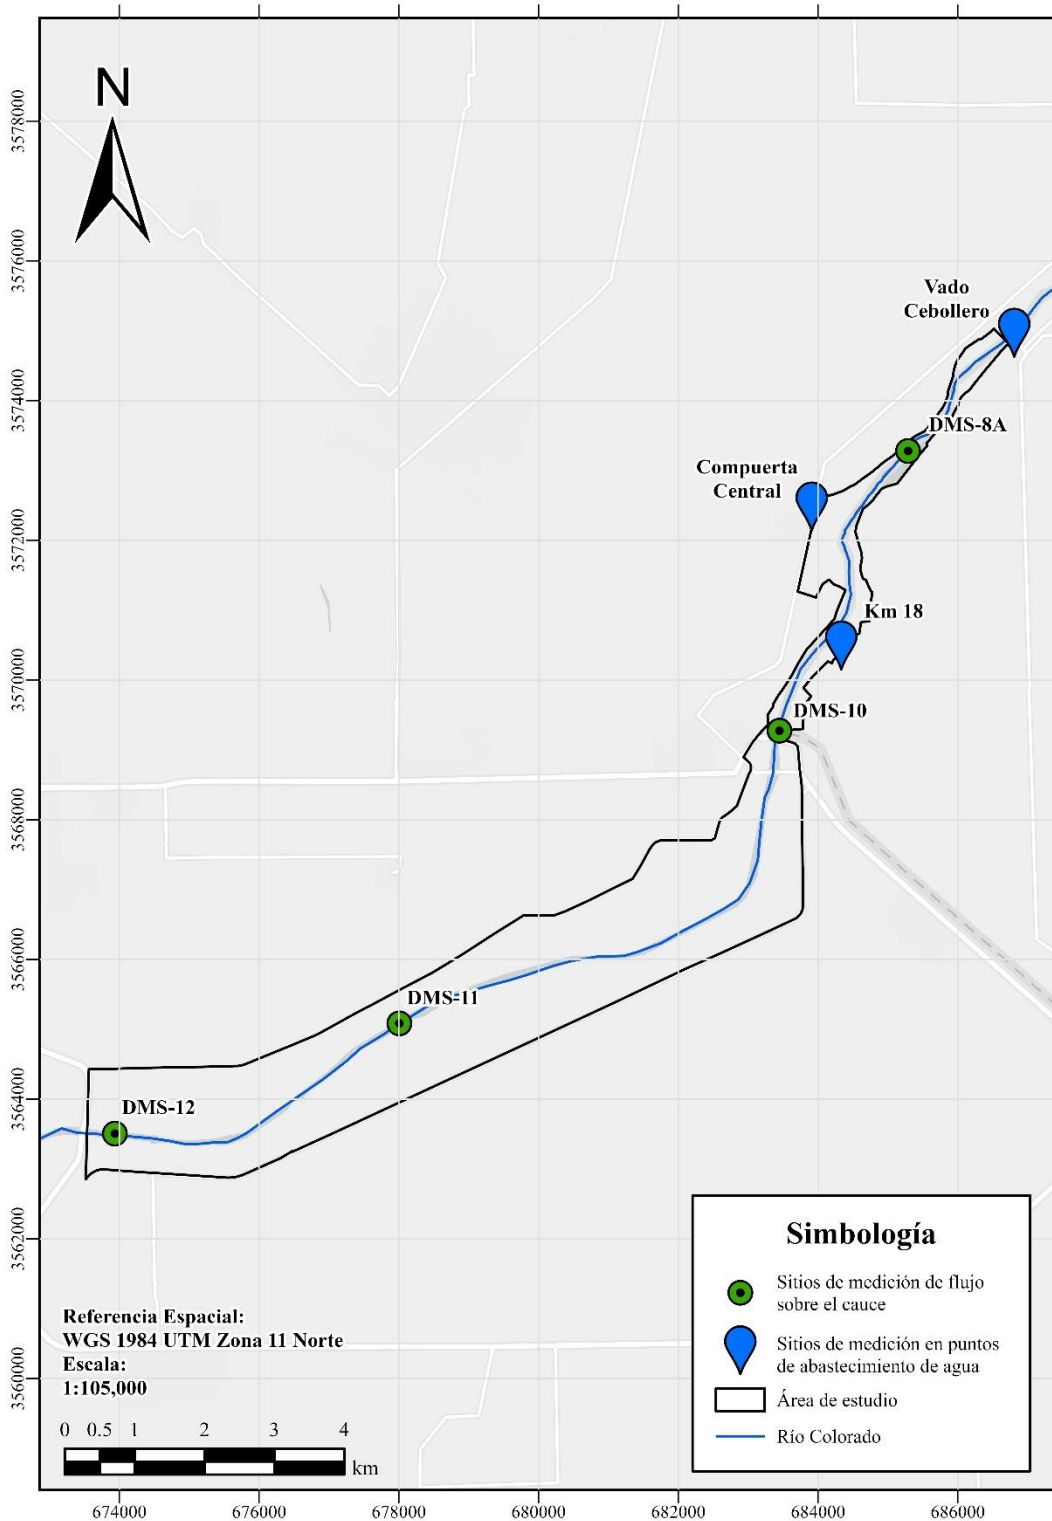 N
3578000
3576000
3574000
3572000
3570000
3568000
3566000
3564000
3562000
3560000
Vado
Cebollero
DMS-8A
Compuerta
Central
Km 18
DMS-10
DMS-11
DMS-12
Simbología
Sitios de medición de flujo
sobre el cauce
Sitios de medición en puntos
de abastecimiento de agua
Área de estudio
Río Colorado
Referencia Espacial:
WGS 1984 UTM Zona 11 Norte
Escala:
1:105,000
0 0.5 1 2 3 4
km
674000 676000 678000 680000 682000 684000 686000